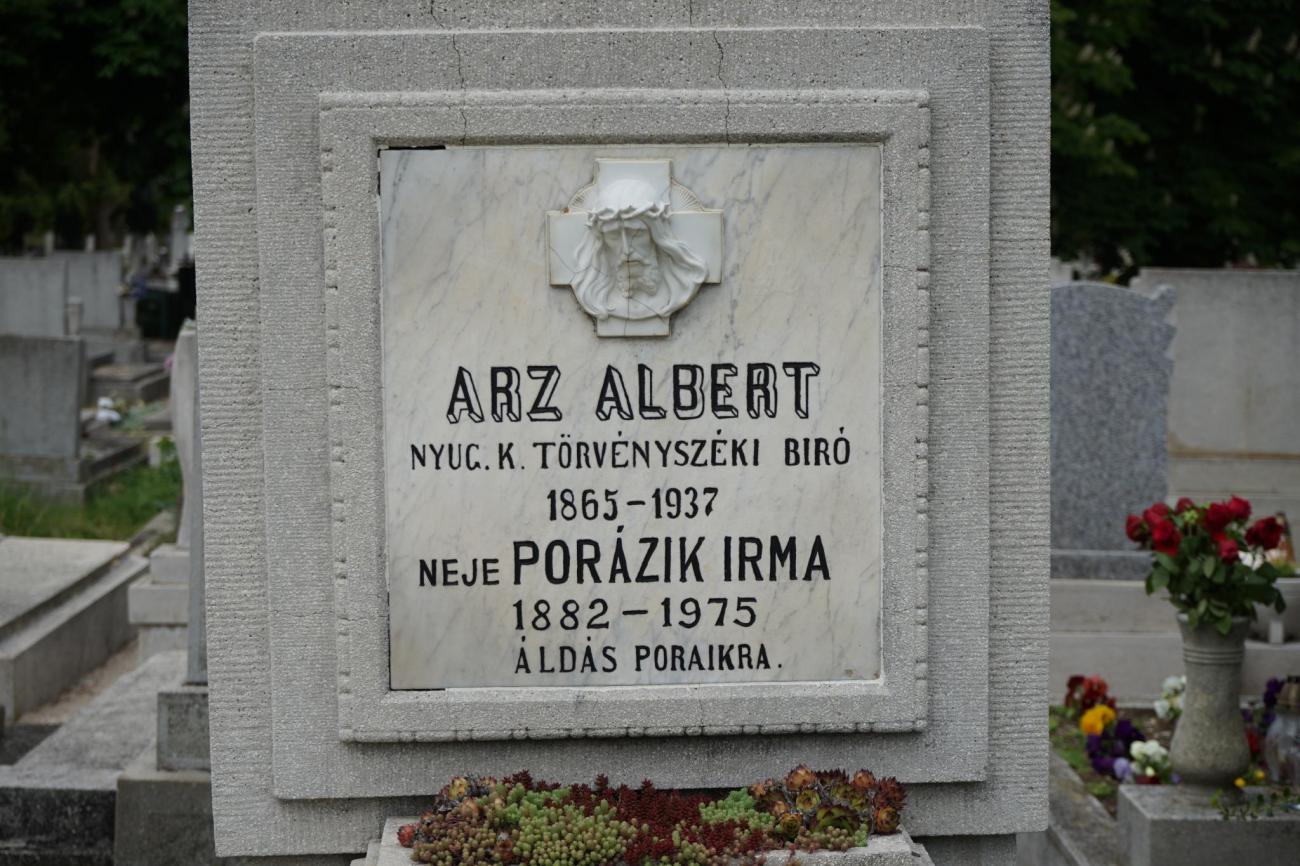 ARZ ALBERT
NYUG. K. TÖRVÉNYSZÉKI BIRÓ
1865-1937
NEJE PORÁZIK IRMA
1882-1975
ÁLDÁS PORAIKRA.